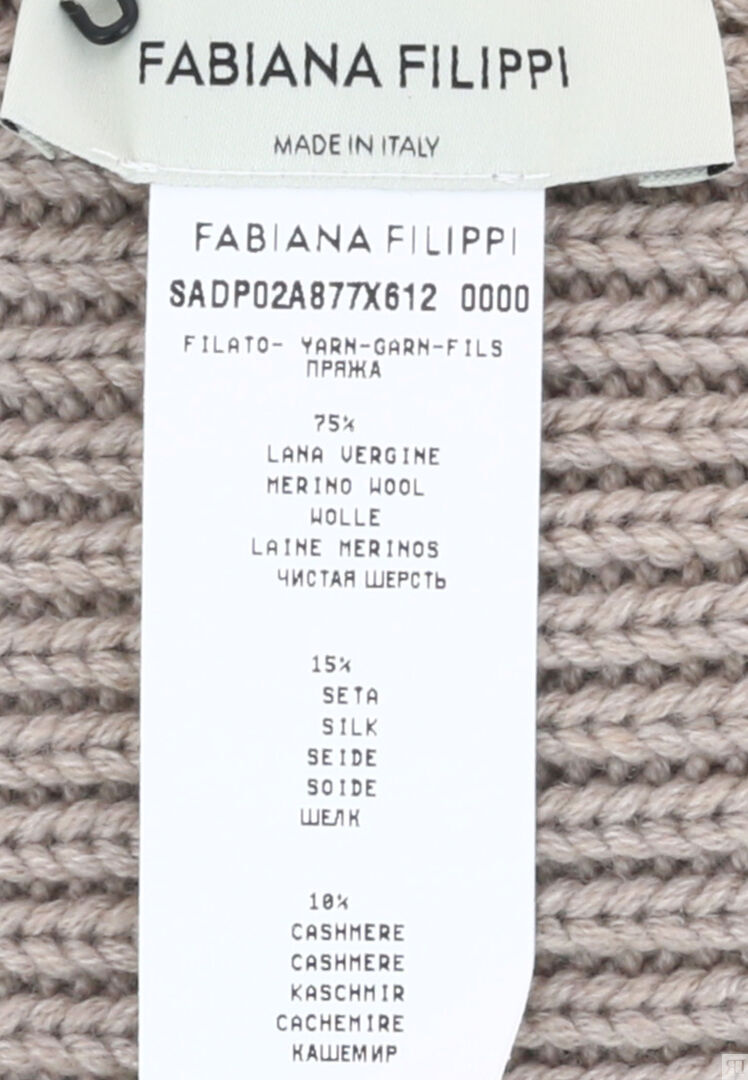 FABIANA FILIPPI
MADE IN ITALY
FABIANA FILIPPI
SADP02A877X612 0000
FILATO- YARN-GARN-FILS
ПРЯЖА
75%
LANA VERGINE
MERINO WOOL
WOLLE
LAINE MERINOS
ЧИСТАЯ ШЕРСТЬ
15%
SETA
SILK
SEIDE
SOIDE
ШЕЛК
10%
CASHMERE
CASHMERE
KASCHMIR
CACHEMIRE
КАШЕМИР